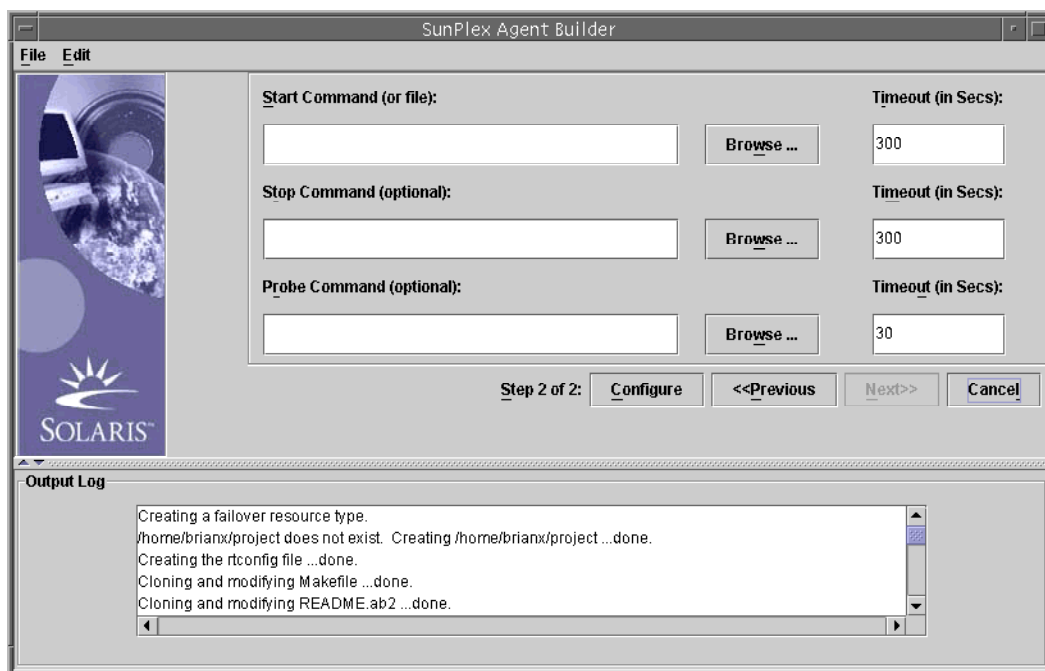 SunPlex Agent Builder
File Edit
Start Command (or file): Timeout (in Secs):
Browse ... 300
Stop Command (optional): Timeout (in Secs):
Browse ... 300
Probe Command (optional): Timeout (in Secs):
Browse ... 30
Step 2 of 2: Configure <<Previous Next>> Cancel
SOLARIS™
Output Log
Creating a failover resource type.
/home/brianx/project does not exist. Creating /home/brianx/project ...done.
Creating the rtconfig file ...done.
Cloning and modifying Makefile ...done.
Cloning and modifying README.ab2 ...done.